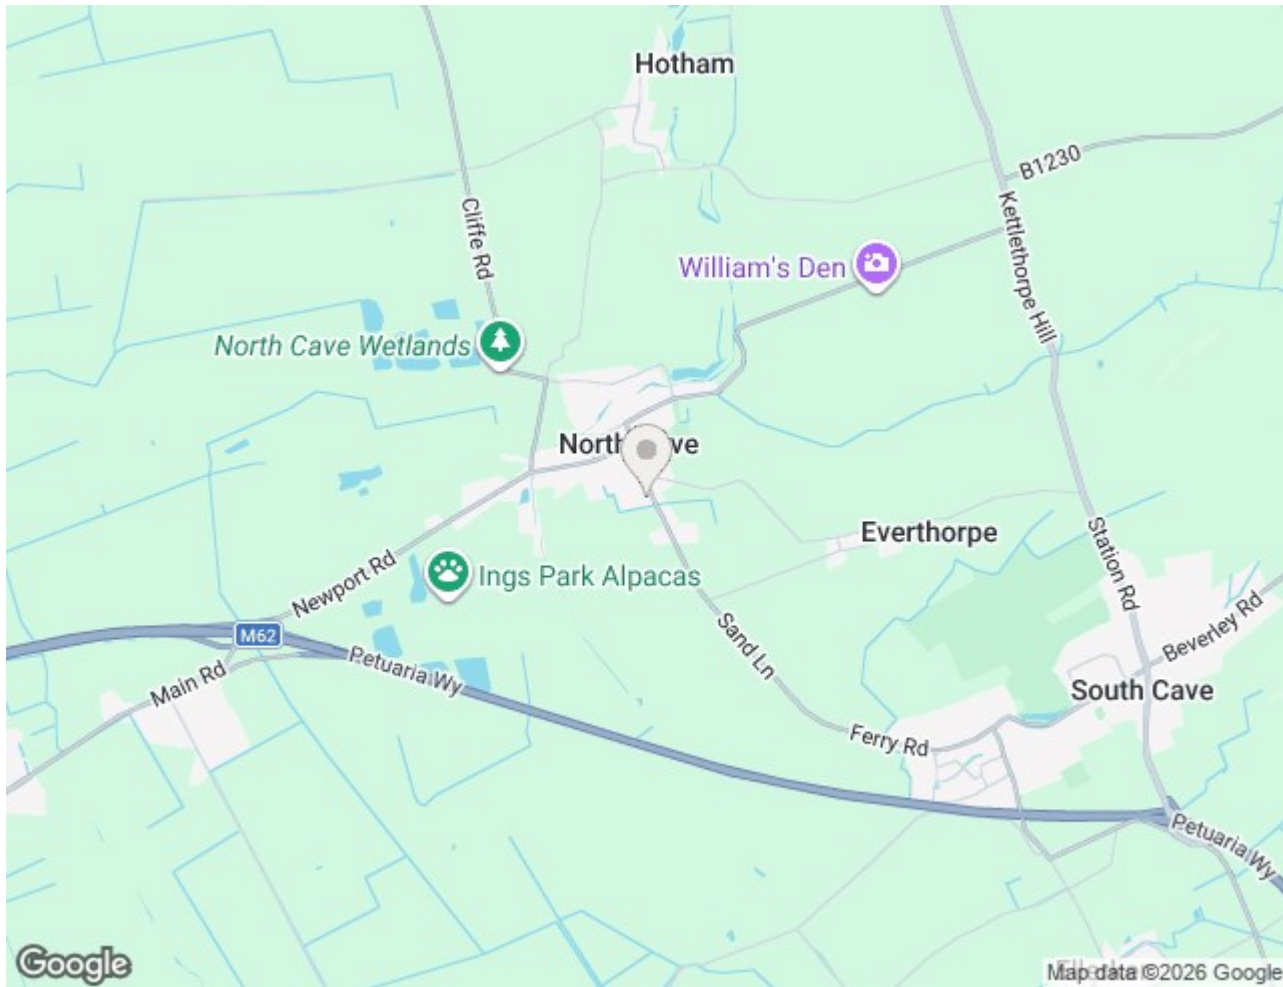 Hotham
B1230
Cliffe Rd
Kettlethorpe Hill
William's Den
North Cave Wetlands
Everthorpe
Station Rd
Ings Park Alpacas
Newport Rd
Beverley Rd
Sand Ln
M62
Petuaria Wy
Main Rd
South Cave
Ferry Rd
Petuaria Wy
Google
Map data ©2026 Google